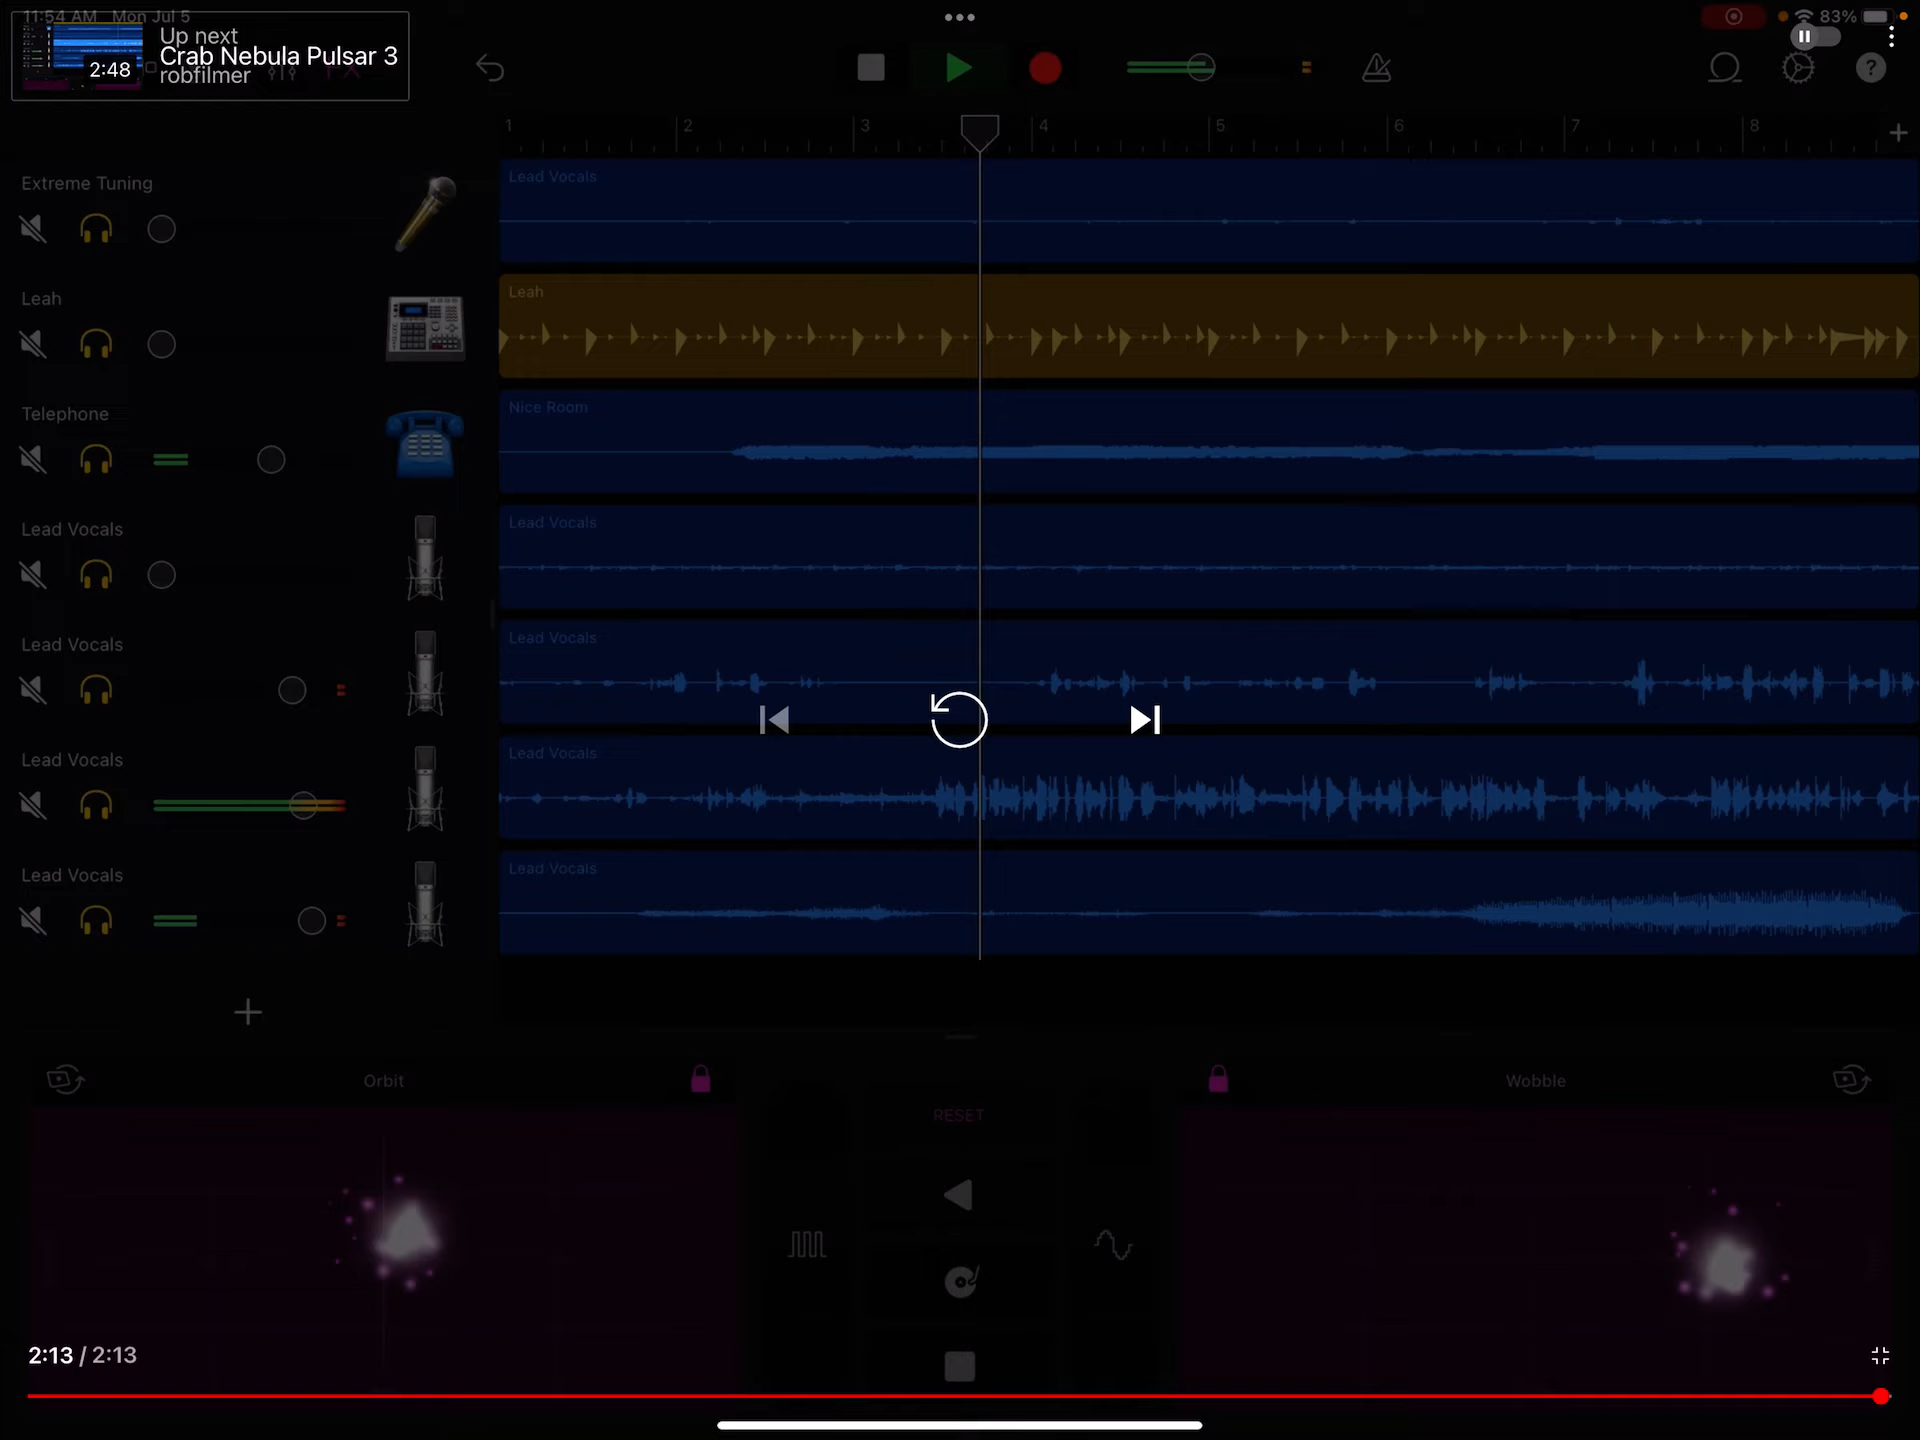 11:54 AM Mon Jul 5
83%
Up next
Crab Nebula Pulsar 3
robfilmer
2:48
1 2 3 4 5 6 7 8
Extreme Tuning
Lead Vocals
Leah
Leah
Telephone
Nice Room
Lead Vocals
Lead Vocals
Lead Vocals
Lead Vocals
Lead Vocals
Lead Vocals
Lead Vocals
Lead Vocals
Orbit
RESET
Wobble
2:13 / 2:13